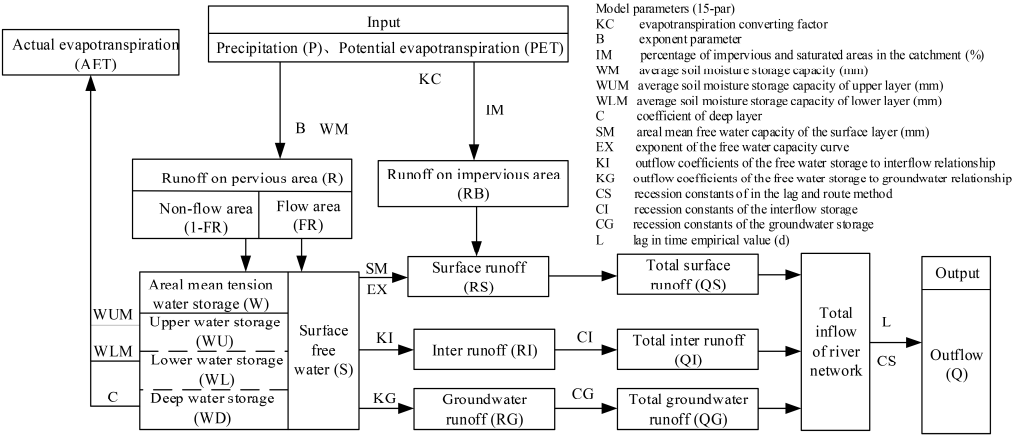 Input
Precipitation (P)、Potential evapotranspiration (PET)
Actual evapotranspiration
(AET)
KC
IM
B WM
Runoff on pervious area (R)
Non-flow area
(1-FR)
Flow area
(FR)
Runoff on impervious area
(RB)
Model parameters (15-par)
KC evapotranspiration converting factor
B exponent parameter
IM percentage of impervious and saturated areas in the catchment (%)
WM average soil moisture storage capacity (mm)
WUM average soil moisture storage capacity of upper layer (mm)
WLM average soil moisture storage capacity of lower layer (mm)
C coefficient of deep layer
SM areal mean free water capacity of the surface layer (mm)
EX exponent of the free water capacity curve
KI outflow coefficients of the free water storage to interflow relationship
KG outflow coefficients of the free water storage to groundwater relationship
CS recession constants of in the lag and route method
CI recession constants of the interflow storage
CG recession constants of the groundwater storage
L lag in time empirical value (d)
WUM
WLM
C
Areal mean tension
water storage (W)
Upper water storage
(WU)
Lower water storage
(WL)
Deep water storage
(WD)
Surface
free
water (S)
SM
EX
KI
KG
Surface runoff
(RS)
Inter runoff (RI)
Groundwater
runoff (RG)
CI
CG
Total surface
runoff (QS)
Total inter runoff
(QI)
Total groundwater
runoff (QG)
Total
inflow
of river
network
L
CS
Output
Outflow
(Q)